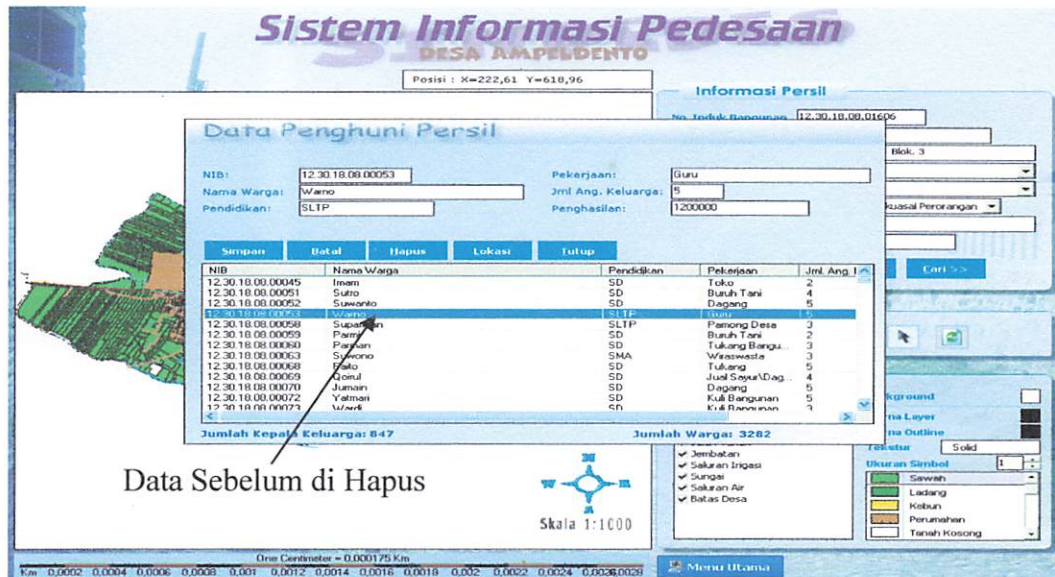 Sistem Informasi Pedesaan
DESA AMPELDENTO
Posisi : X=222,61 Y=618,96
Informasi Persil
No. Induk Bangunan 12.30.18.08.01606
Blok. 3
Perorangan
Cari >>
Data Penghuni Persil
NIB: 12.30.18.08.00053 Pekerjaan: Guru
Nama Warga: Warno Jml Ang. Keluarga: 5
Pendidikan: SLTP Penghasilan: 1200000
Simpan Batal Hapus Lokasi Tutup
NIB Nama Warga Pendidikan Pekerjaan Jml. Ang.
12.30.18.08.00045 Imam SD Toko 2
12.30.18.08.00051 Sutro SD Buruh Tani 4
12.30.18.08.00052 Suwanto SD Dagang 5
12.30.18.08.00053 Warno SLTP Guru 5
12.30.18.08.00058 SLTP Pamong Desa 3
12.30.18.08.00059 Parmi SD Buruh Tani 2
12.30.18.08.00060 SD Tukang Bangu... 3
12.30.18.08.00063 Suwono SMA Wiraswasta 3
12.30.18.08.00068 SD Tukang 5
12.30.18.08.00069 Qoirul SD Jual Sayur\Dag... 4
12.30.18.08.00070 Jumain SD Dagang 5
12.30.18.08.00072 Yatmari SD Kuli Bangunan 5
12.30.18.08.00073 Wardi SD Kuli Bangunan 3
Jumlah Kepala Keluarga: 847 Jumlah Warga: 3282
Data Sebelum di Hapus
Skala 1:1000
Jembatan
Saluran Irigasi
Sungai
Saluran Air
Batas Desa
Layer
Outline
Tekstur Solid
Ukuran Simbol 1
Sawah
Ladang
Kebun
Perumahan
Tanah Kosong
One Centimeter = 0,000175 Km
Km 0,0002 0,0004 0,0006 0,0008 0,001 0,0012 0,0014 0,0016 0,0018 0,002 0,0022 0,0024 0,0026 0,0028
Menu Utama